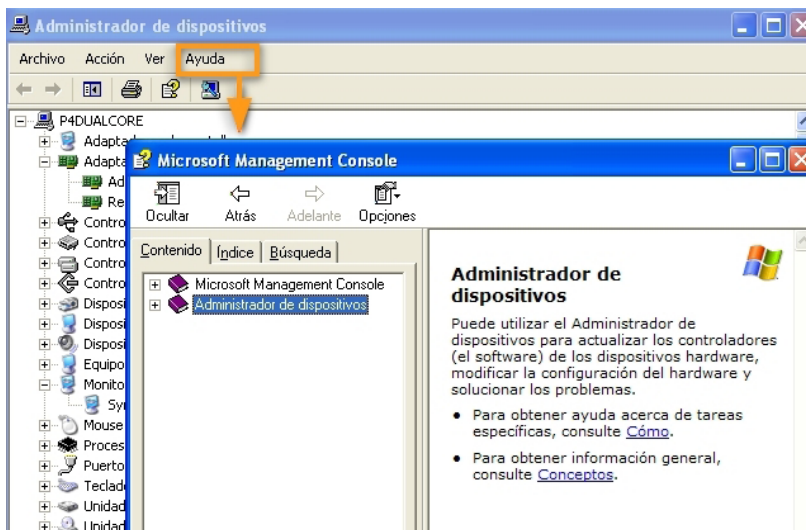 Administrador de dispositivos
Archivo Acción Ver Ayuda
P4DUALCORE
Microsoft Management Console
Ocultar Atrás Adelante Opciones
Contenido Índice Búsqueda
Microsoft Management Console
Administrador de dispositivos
Administrador de
dispositivos
Puede utilizar el Administrador de
dispositivos para actualizar los controladores
(el software) de los dispositivos hardware,
modificar la configuración del hardware y
solucionar los problemas.
• Para obtener ayuda acerca de tareas
específicas, consulte Cómo.
• Para obtener información general,
consulte Conceptos.
Adapta
Adapta
Ad
Re
Contro
Contro
Contro
Contro
Disposi
Disposi
Disposi
Equipo
Monito
Sy
Mouse
Proces
Puerto
Teclad
Unidad
Unidad